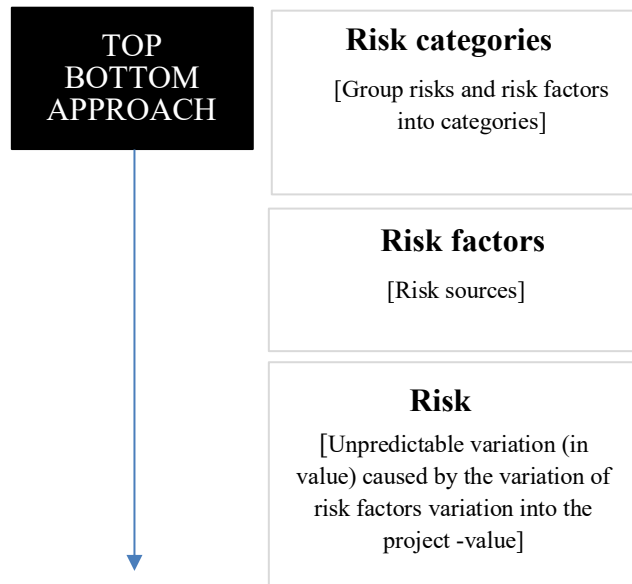 TOP
BOTTOM
APPROACH
Risk categories
[Group risks and risk factors
into categories]
Risk factors
[Risk sources]
Risk
[Unpredictable variation (in
value) caused by the variation of
risk factors variation into the
project -value]